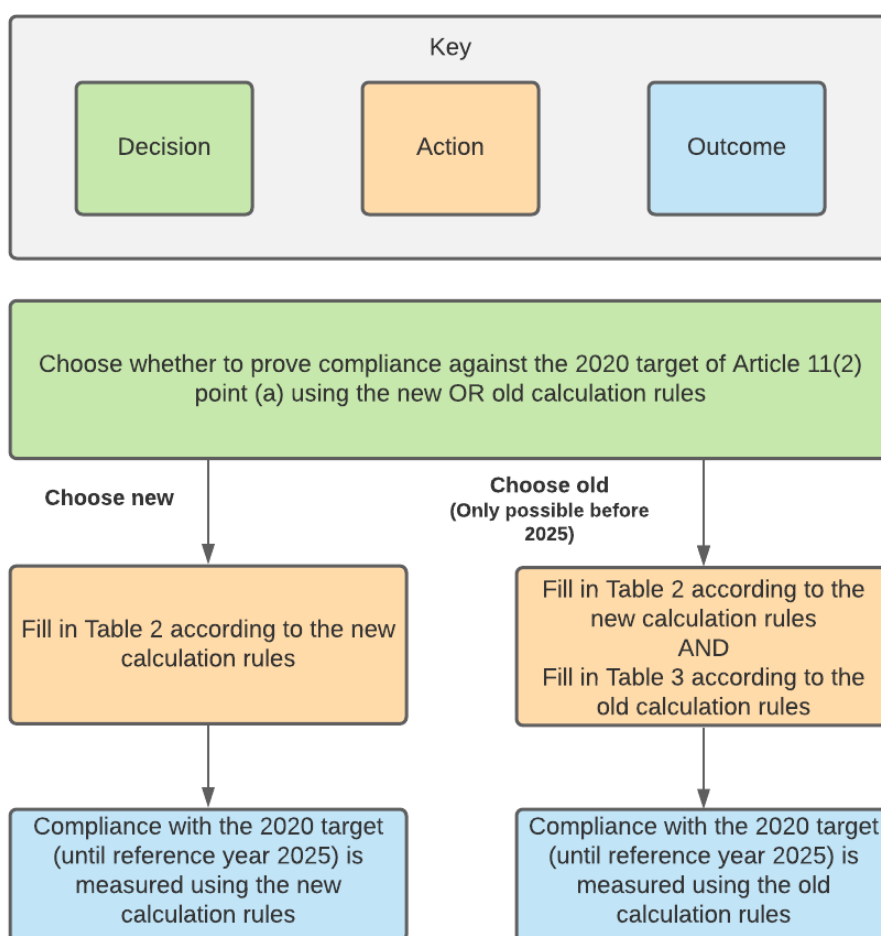 Key
Decision
Action
Outcome
Choose whether to prove compliance against the 2020 target of Article 11(2)
point (a) using the new OR old calculation rules
Choose new
Choose old
(Only possible before
2025)
Fill in Table 2 according to the new
calculation rules
Fill in Table 2 according to the
new calculation rules
AND
Fill in Table 3 according to the
old calculation rules
Compliance with the 2020 target
(until reference year 2025) is
measured using the new
calculation rules
Compliance with the 2020 target
(until reference year 2025) is
measured using the old
calculation rules